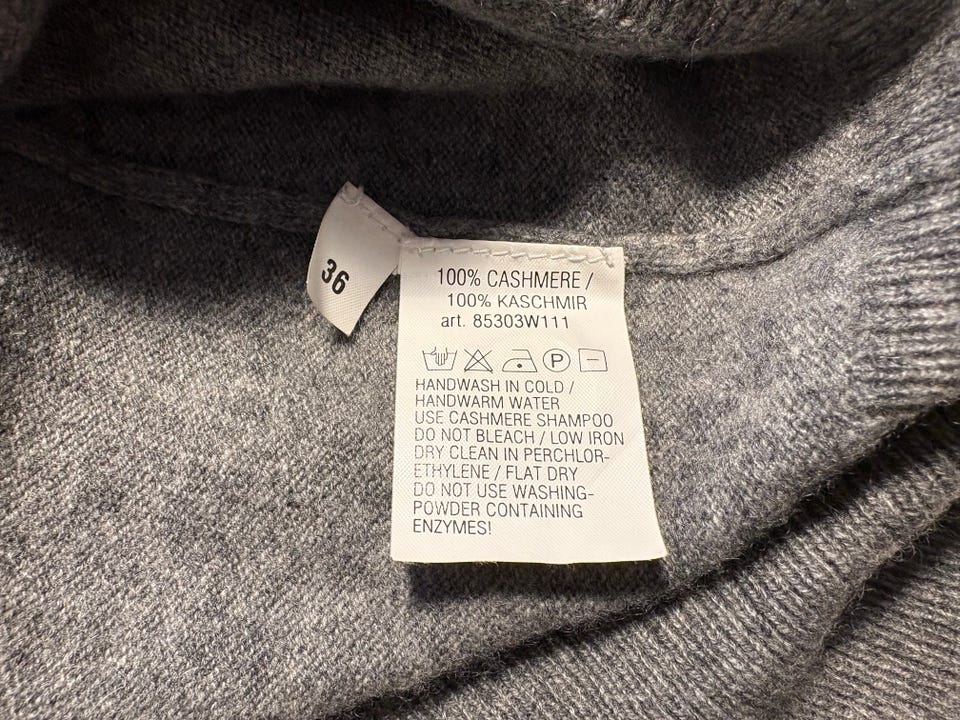 36
100% CASHMERE /
100% KASCHMIR
art. 85303W111
P
HANDWASH IN COLD /
HANDWARM WATER
USE CASHMERE SHAMPOO
DO NOT BLEACH / LOW IRON
DRY CLEAN IN PERCHLOR-
ETHYLENE / FLAT DRY
DO NOT USE WASHING-
POWDER CONTAINING
ENZYMES!